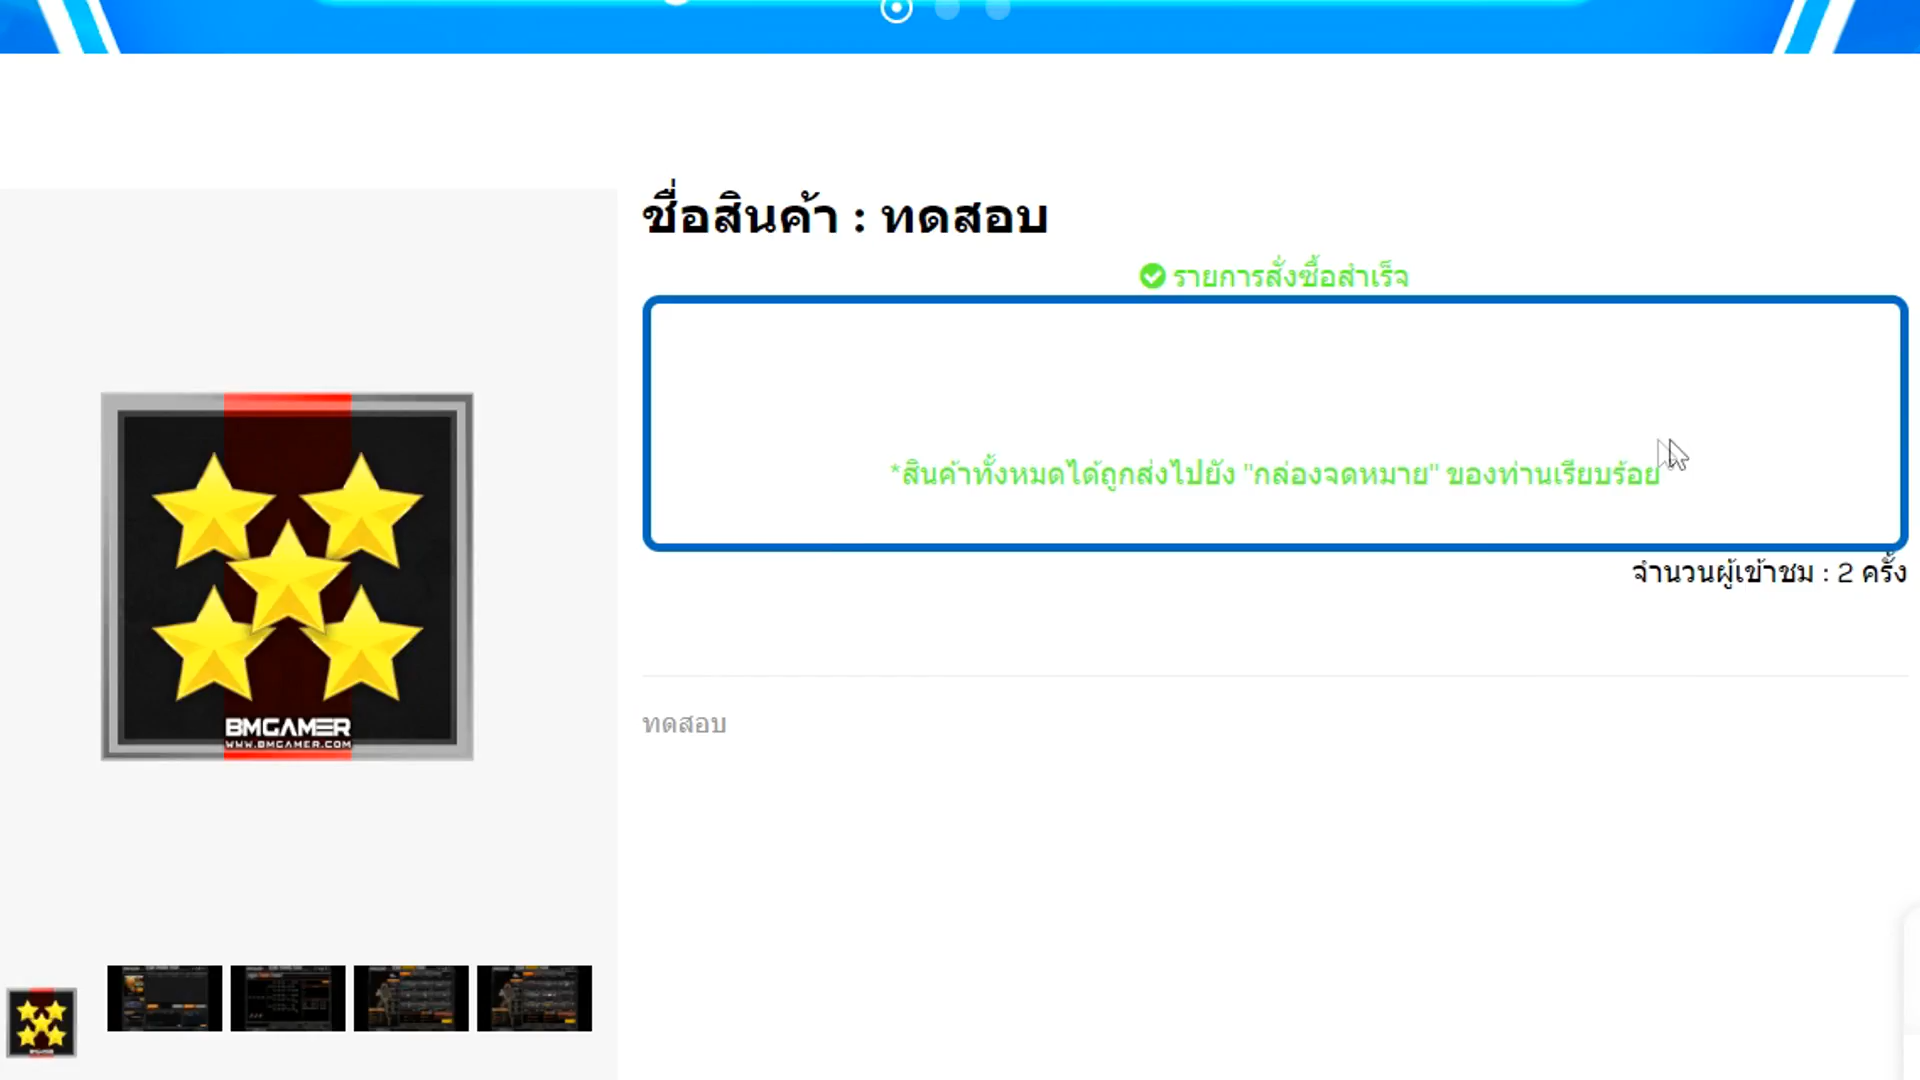 ชื่อสินค้า : ทดสอบ
รายการสั่งซื้อสำเร็จ
*สินค้าทั้งหมดได้ถูกส่งไปยัง "กล่องจดหมาย" ของท่านเรียบร้อย
จำนวนผู้เข้าชม : 2 ครั้ง
ทดสอบ
BMGAMER
WWW.BMGAMER.COM